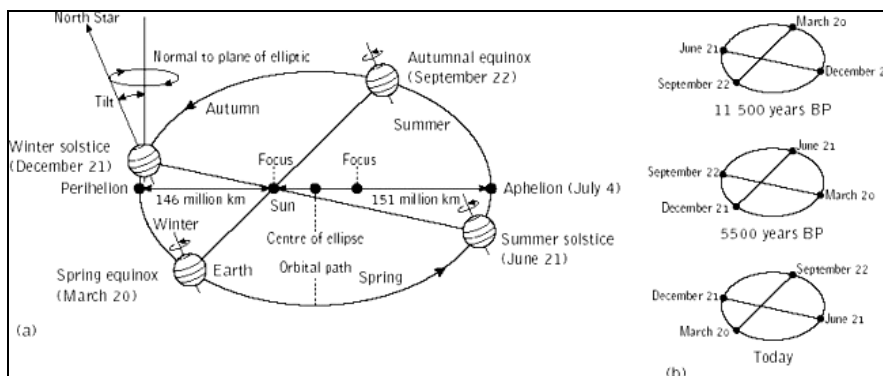 North Star
Normal to plane of elliptic
Tilt
Autumnal equinox
(September 22)
Autumn
Summer
Winter solstice
(December 21)
Focus
Focus
Perihelion
146 million km
Sun
151 million km
Aphelion (July 4)
Winter
Centre of ellipse
Summer solstice
(June 21)
Spring equinox
(March 20)
Earth
Orbital path
Spring
(a)
March 20
June 21
December 2
September 22
11 500 years BP
June 21
September 22
March 20
December 21
5500 years BP
September 22
December 21
June 21
March 20
Today
(b)